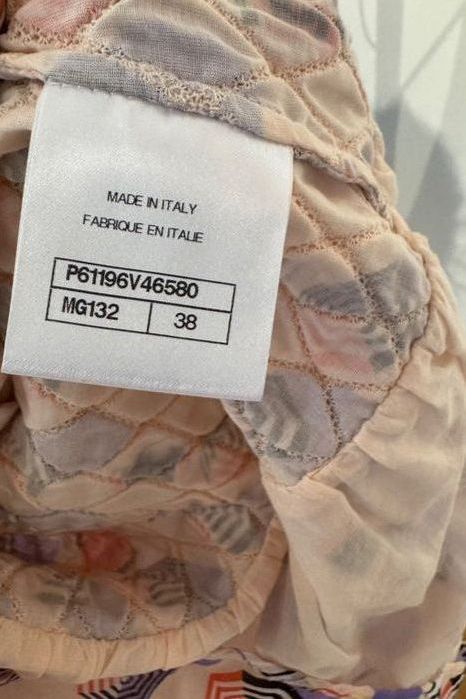 MADE IN ITALY
FABRIQUE EN ITALIE
P61196V46580
MG132 38